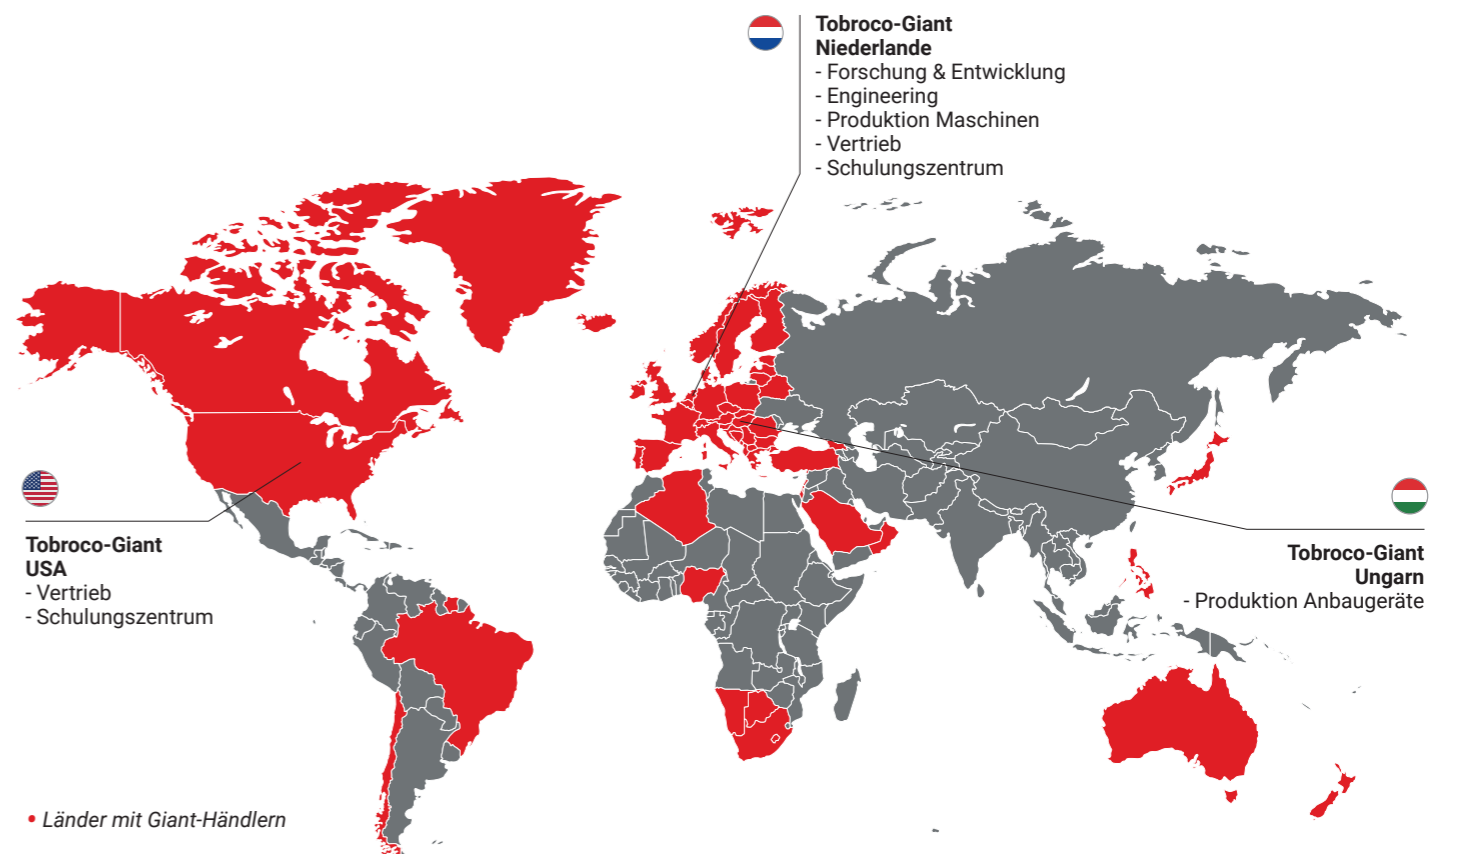 Tobroco-Giant
Niederlande
- Forschung & Entwicklung
- Engineering
- Produktion Maschinen
- Vertrieb
- Schulungszentrum
Tobroco-Giant
USA
- Vertrieb
- Schulungszentrum
Tobroco-Giant
Ungarn
- Produktion Anbaugeräte
• Länder mit Giant-Händlern